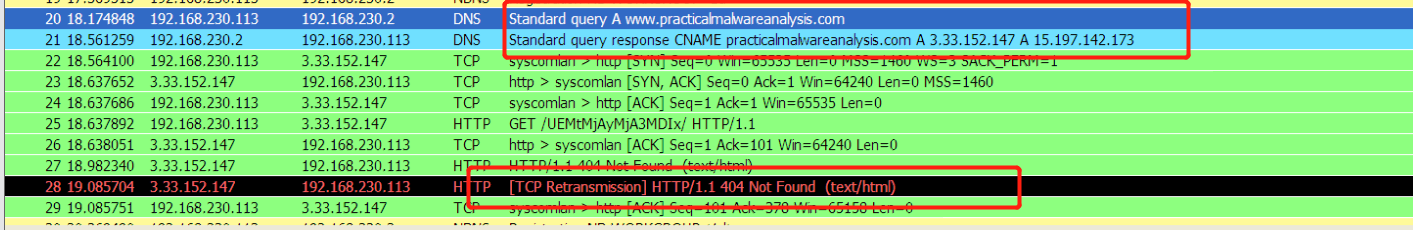 20 18.174848 192.168.230.113 192.168.230.2 DNS Standard query A www.practicalmalwareanalysis.com
21 18.561259 192.168.230.2 192.168.230.113 DNS Standard query response CNAME practicalmalwareanalysis.com A 3.33.152.147 A 15.197.142.173
22 18.564100 192.168.230.113 3.33.152.147 TCP syscomlan > http [SYN] Seq=0 Win=65535 Len=0 MSS=1460 WS=3 SACK_PERM=1
23 18.637652 3.33.152.147 192.168.230.113 TCP http > syscomlan [SYN, ACK] Seq=0 Ack=1 Win=64240 Len=0 MSS=1460
24 18.637686 192.168.230.113 3.33.152.147 TCP syscomlan > http [ACK] Seq=1 Ack=1 Win=65535 Len=0
25 18.637892 192.168.230.113 3.33.152.147 HTTP GET /UEMtMjAyMjA3MDIx/ HTTP/1.1
26 18.638051 3.33.152.147 192.168.230.113 TCP http > syscomlan [ACK] Seq=1 Ack=101 Win=64240 Len=0
27 18.982340 3.33.152.147 192.168.230.113 HTTP HTTP/1.1 404 Not Found (text/html)
28 19.085704 3.33.152.147 192.168.230.113 HTTP [TCP Retransmission] HTTP/1.1 404 Not Found (text/html)
29 19.085751 192.168.230.113 3.33.152.147 TCP syscomlan > http [ACK] Seq=101 Ack=378 Win=65158 Len=0